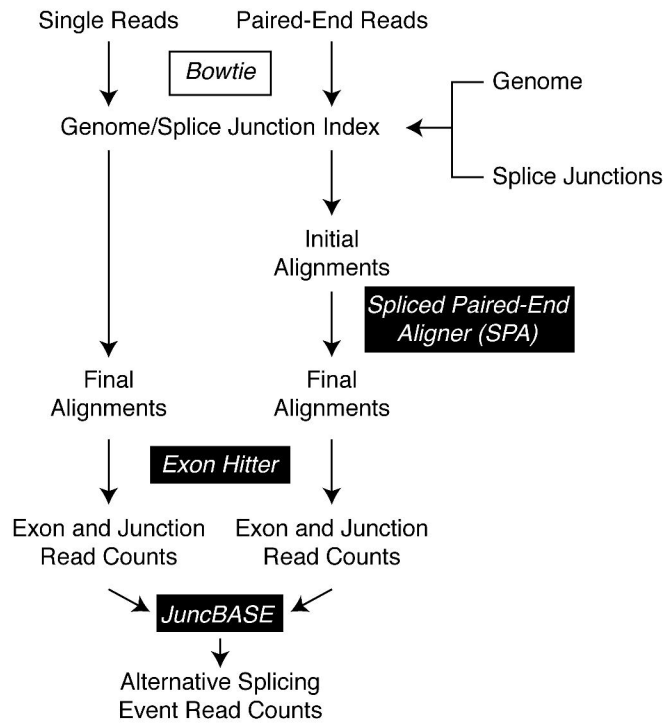 Single Reads
Paired-End Reads
Bowtie
Genome
Genome/Splice Junction Index
Splice Junctions
Initial
Alignments
Spliced Paired-End
Aligner (SPA)
Final
Alignments
Final
Alignments
Exon Hitter
Exon and Junction
Read Counts
Exon and Junction
Read Counts
JuncBASE
Alternative Splicing
Event Read Counts